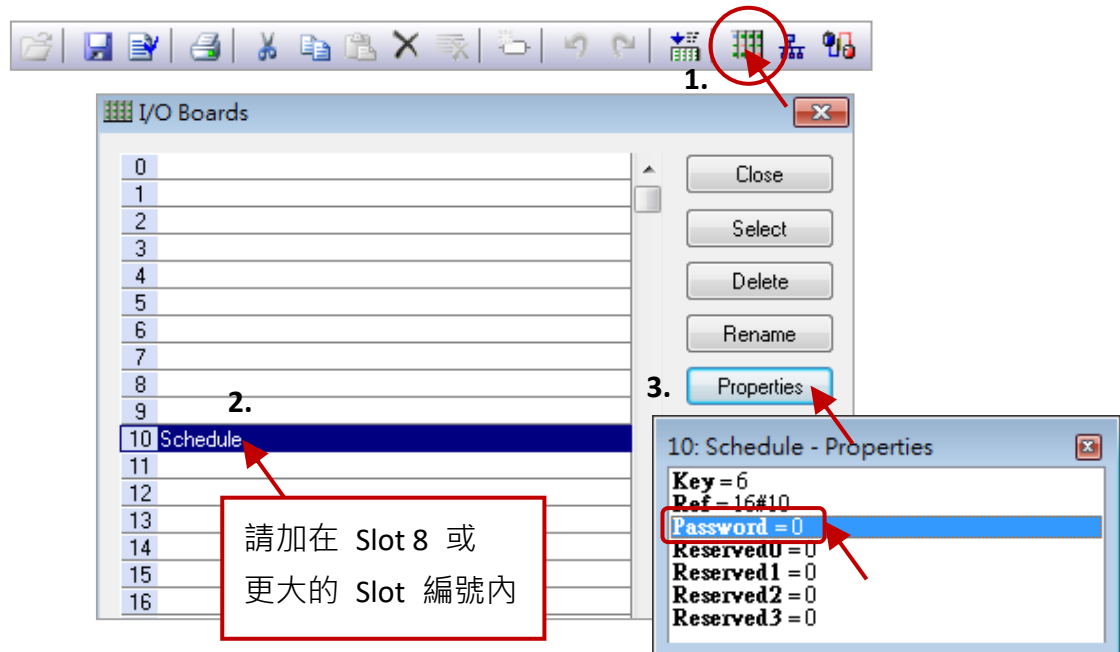 1.
I/O Boards
0
1
2
3
4
5
6
7
8
9
10 Schedule
11
12
13
14
15
16
Close
Select
Delete
Rename
Properties
2.
3.
請加在 Slot 8 或
更大的 Slot 編號內
10: Schedule - Properties
Key = 6
Ref = 16#10
Password = 0
Reserved0 = 0
Reserved1 = 0
Reserved2 = 0
Reserved3 = 0